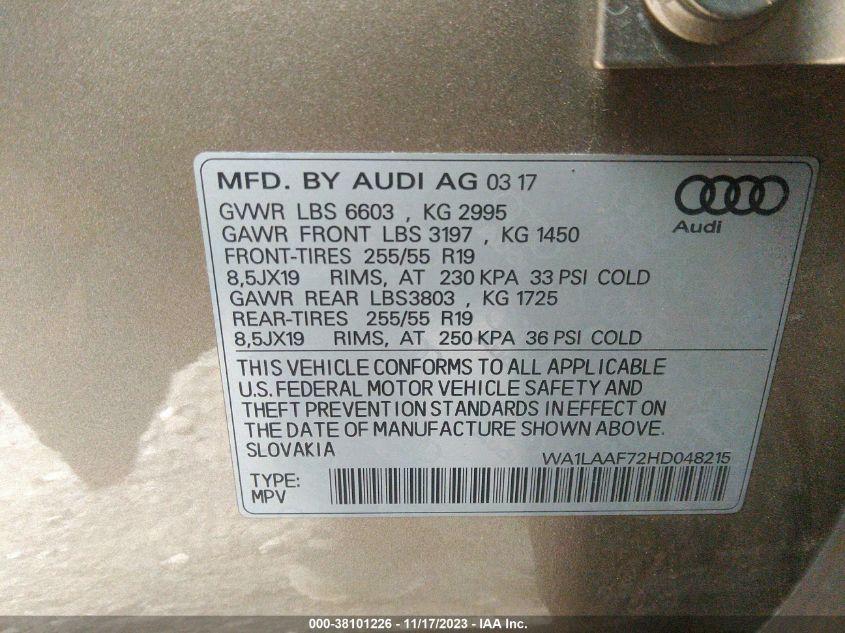 MFD. BY AUDI AG 03 17
GVWR LBS 6603 , KG 2995
GAWR FRONT LBS 3197 , KG 1450
FRONT-TIRES 255/55 R19
8,5JX19 RIMS, AT 230 KPA 33 PSI COLD
GAWR REAR LBS3803 , KG 1725
REAR-TIRES 255/55 R19
8,5JX19 RIMS, AT 250 KPA 36 PSI COLD
Audi
THIS VEHICLE CONFORMS TO ALL APPLICABLE
U.S. FEDERAL MOTOR VEHICLE SAFETY AND
THEFT PREVENTION STANDARDS IN EFFECT ON
THE DATE OF MANUFACTURE SHOWN ABOVE.
SLOVAKIA
WA1LAAF72HD048215
TYPE:
MPV
000-38101226 - 11/17/2023 - IAA Inc.